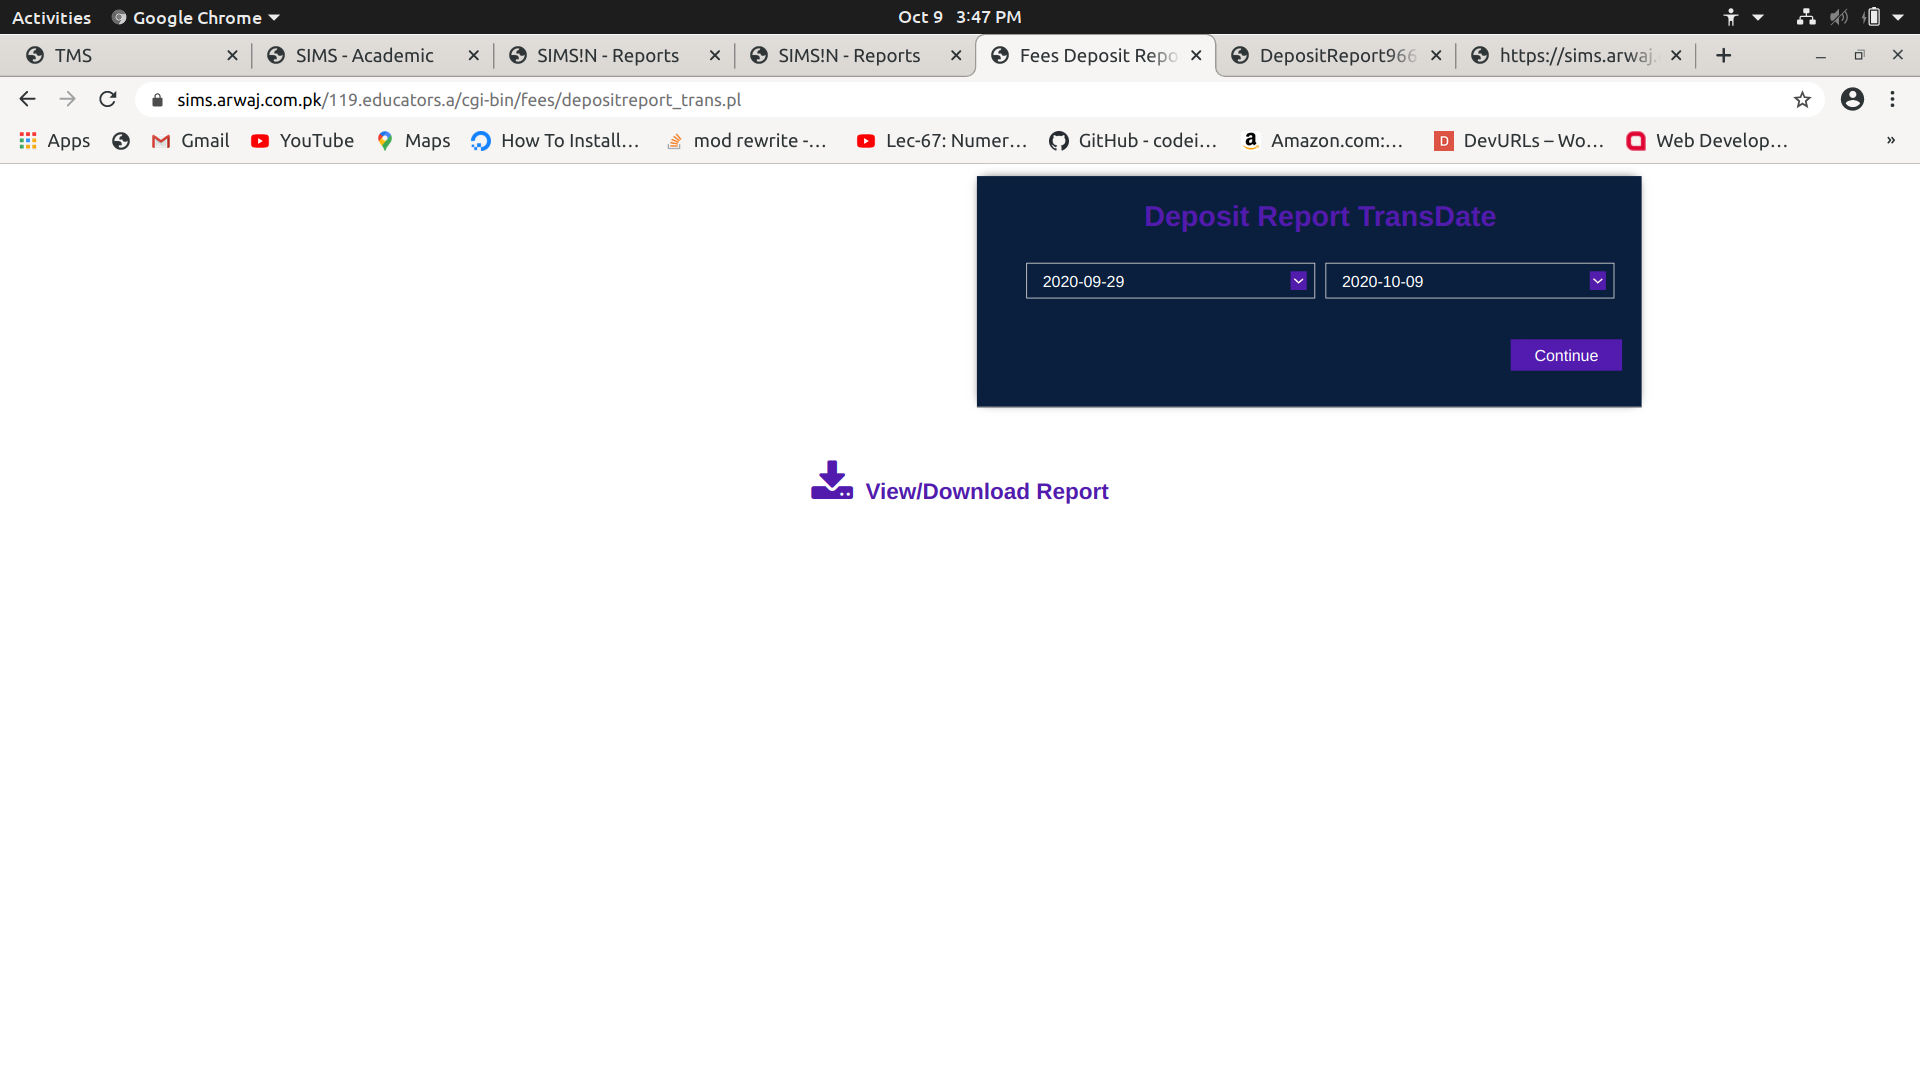 Activities Google Chrome Oct 9 3:47 PM
TMS SIMS - Academic SIMS!N - Reports SIMS!N - Reports Fees Deposit Repo DepositReport966 https://sims.arwaj.
sims.arwaj.com.pk/119.educators.a/cgi-bin/fees/depositreport_trans.pl
Apps Gmail YouTube Maps How To Install... mod rewrite -... Lec-67: Numer... GitHub - codei... Amazon.com:... D DevURLs – Wo... Web Develop... »
Deposit Report TransDate
2020-09-29 2020-10-09
Continue
View/Download Report